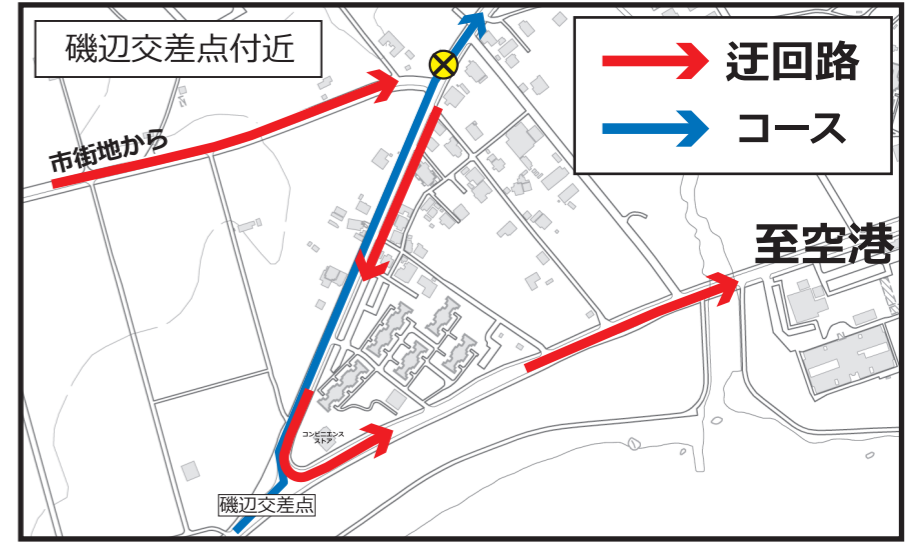 磯辺交差点付近
迂回路
コース
市街地から
至空港
コンビニエンス
ストア
磯辺交差点